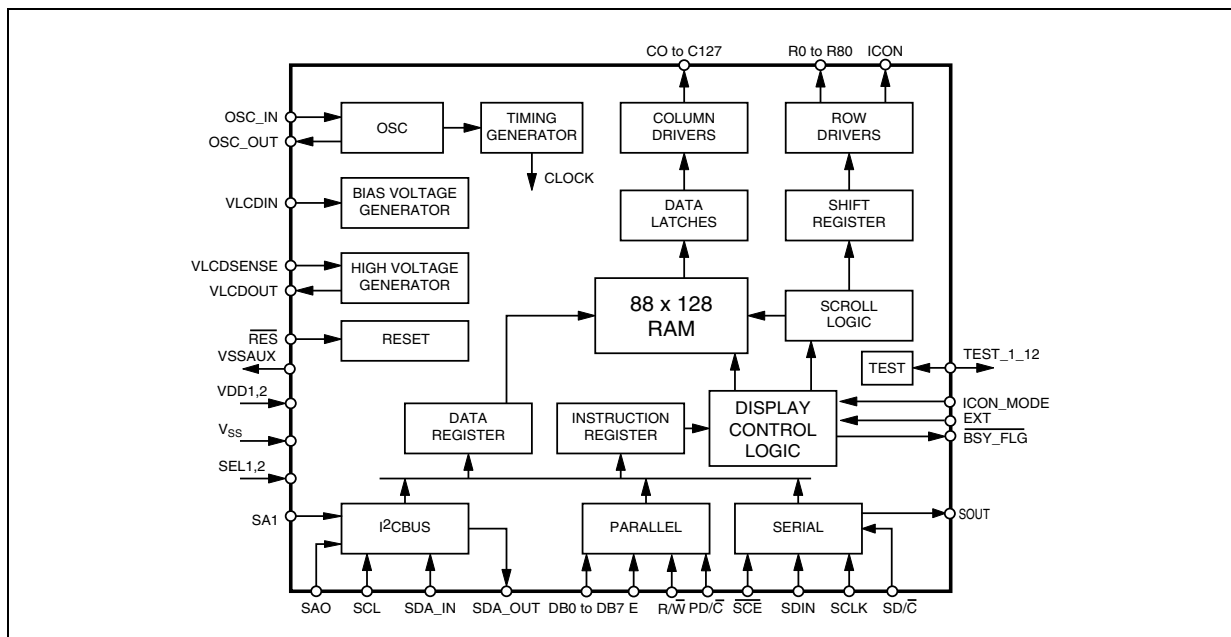 CO to C127
R0 to R80
ICON
OSC_IN
OSC_OUT
OSC
TIMING
GENERATOR
CLOCK
COLUMN
DRIVERS
ROW
DRIVERS
VLCDIN
BIAS VOLTAGE
GENERATOR
DATA
LATCHES
SHIFT
REGISTER
VLCDSENSE
VLCDOUT
HIGH VOLTAGE
GENERATOR
88 x 128
RAM
SCROLL
LOGIC
R̅E̅S̅
RESET
VSSAUX
TEST
TEST_1_12
VDD1,2
VSS
SEL1,2
DATA
REGISTER
INSTRUCTION
REGISTER
DISPLAY
CONTROL
LOGIC
ICON_MODE
EXT
B̅S̅Y̅_̅F̅L̅G̅
SA1
I²CBUS
PARALLEL
SERIAL
SOUT
SAO
SCL
SDA_IN
SDA_OUT
DB0 to DB7
E
R/W̅
PD/C̅
S̅C̅E̅
SDIN
SCLK
SD/C̅